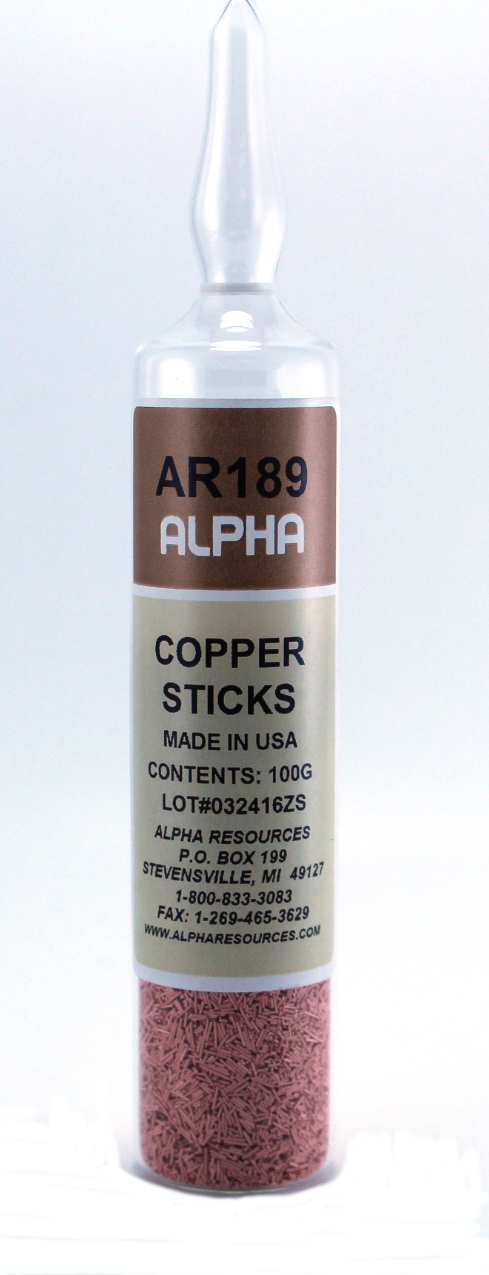 AR189
ALPHA
COPPER
STICKS
MADE IN USA
CONTENTS: 100G
LOT#032416ZS
ALPHA RESOURCES
P.O. BOX 199
STEVENSVILLE, MI 49127
1-800-833-3083
FAX: 1-269-465-3629
WWW.ALPHARESOURCES.COM